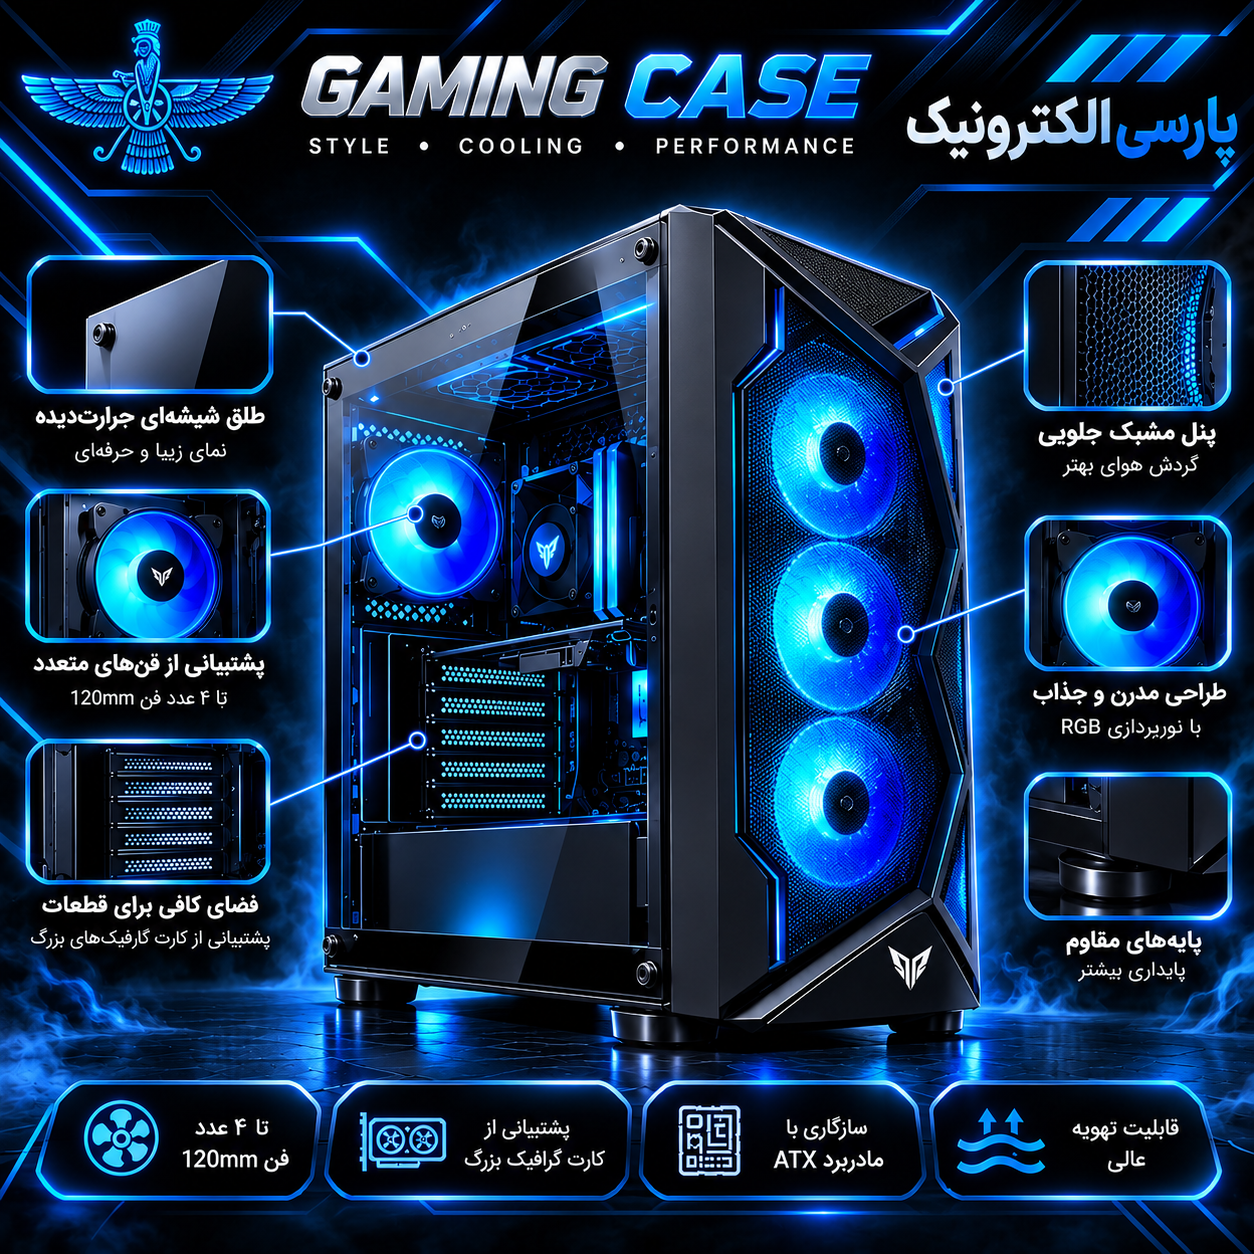 GAMING CASE
STYLE • COOLING • PERFORMANCE
پارسی الکترونیک
طلق شیشه‌ای جرارت‌دیده
نمای زیبا و حرفه‌ای
پشتیبانی از قن‌های متعدد
تا ۴ عدد فن 120mm
فضای کافی برای قطعات
پشتیبانی از کارت گارفیک‌های بزرگ
پنل مشبک جلویی
گردش هوای بهتر
طراحی مدرن و جذاب
با نورپردازی RGB
پایه‌های مقاوم
پایداری بیشتر
تا ۴ عدد
فن 120mm
پشتیبانی از
کارت گرافیک بزرگ
سازگاری با
مادربرد ATX
قابلیت تهویه
عالی